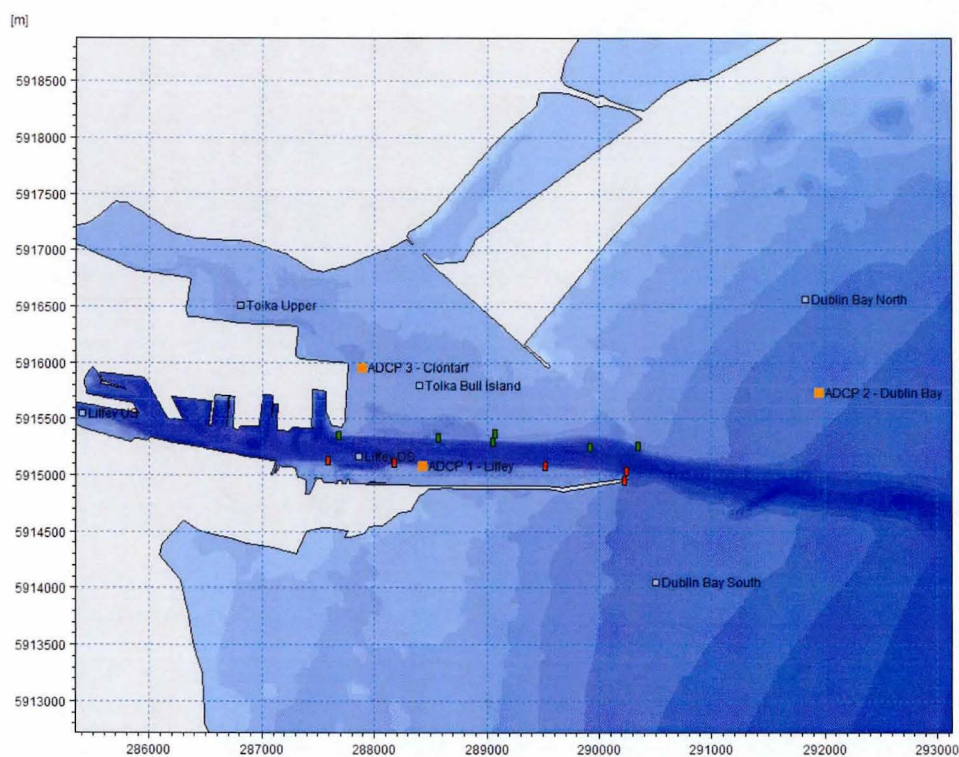 [m]
5918500
5918000
5917500
5917000
5916500
5916000
5915500
5915000
5914500
5914000
5913500
5913000
Tolka Upper
Dublin Bay North
ADCP 3 - Clontarf
Tolka Bull Island
ADCP 2 - Dublin Bay
Liffey US
Liffey DS
ADCP 1 - Liffey
Dublin Bay South
286000 287000 288000 289000 290000 291000 292000 293000